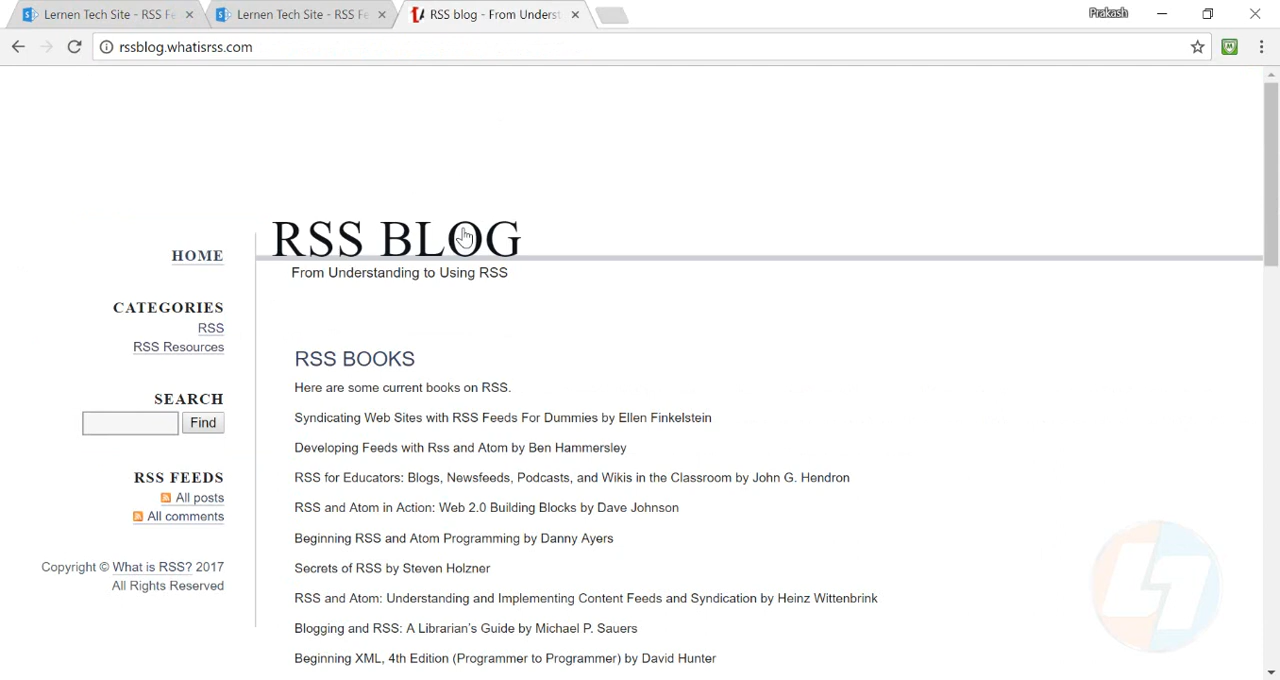 Lernen Tech Site - RSS F
Lernen Tech Site - RSS F
RSS blog - From Underst
Prakash
rssblog.whatisrss.com
RSS BLOG
From Understanding to Using RSS
HOME
CATEGORIES
RSS
RSS Resources
SEARCH
Find
RSS FEEDS
All posts
All comments
Copyright © What is RSS? 2017
All Rights Reserved
RSS BOOKS
Here are some current books on RSS.
Syndicating Web Sites with RSS Feeds For Dummies by Ellen Finkelstein
Developing Feeds with Rss and Atom by Ben Hammersley
RSS for Educators: Blogs, Newsfeeds, Podcasts, and Wikis in the Classroom by John G. Hendron
RSS and Atom in Action: Web 2.0 Building Blocks by Dave Johnson
Beginning RSS and Atom Programming by Danny Ayers
Secrets of RSS by Steven Holzner
RSS and Atom: Understanding and Implementing Content Feeds and Syndication by Heinz Wittenbrink
Blogging and RSS: A Librarian's Guide by Michael P. Sauers
Beginning XML, 4th Edition (Programmer to Programmer) by David Hunter